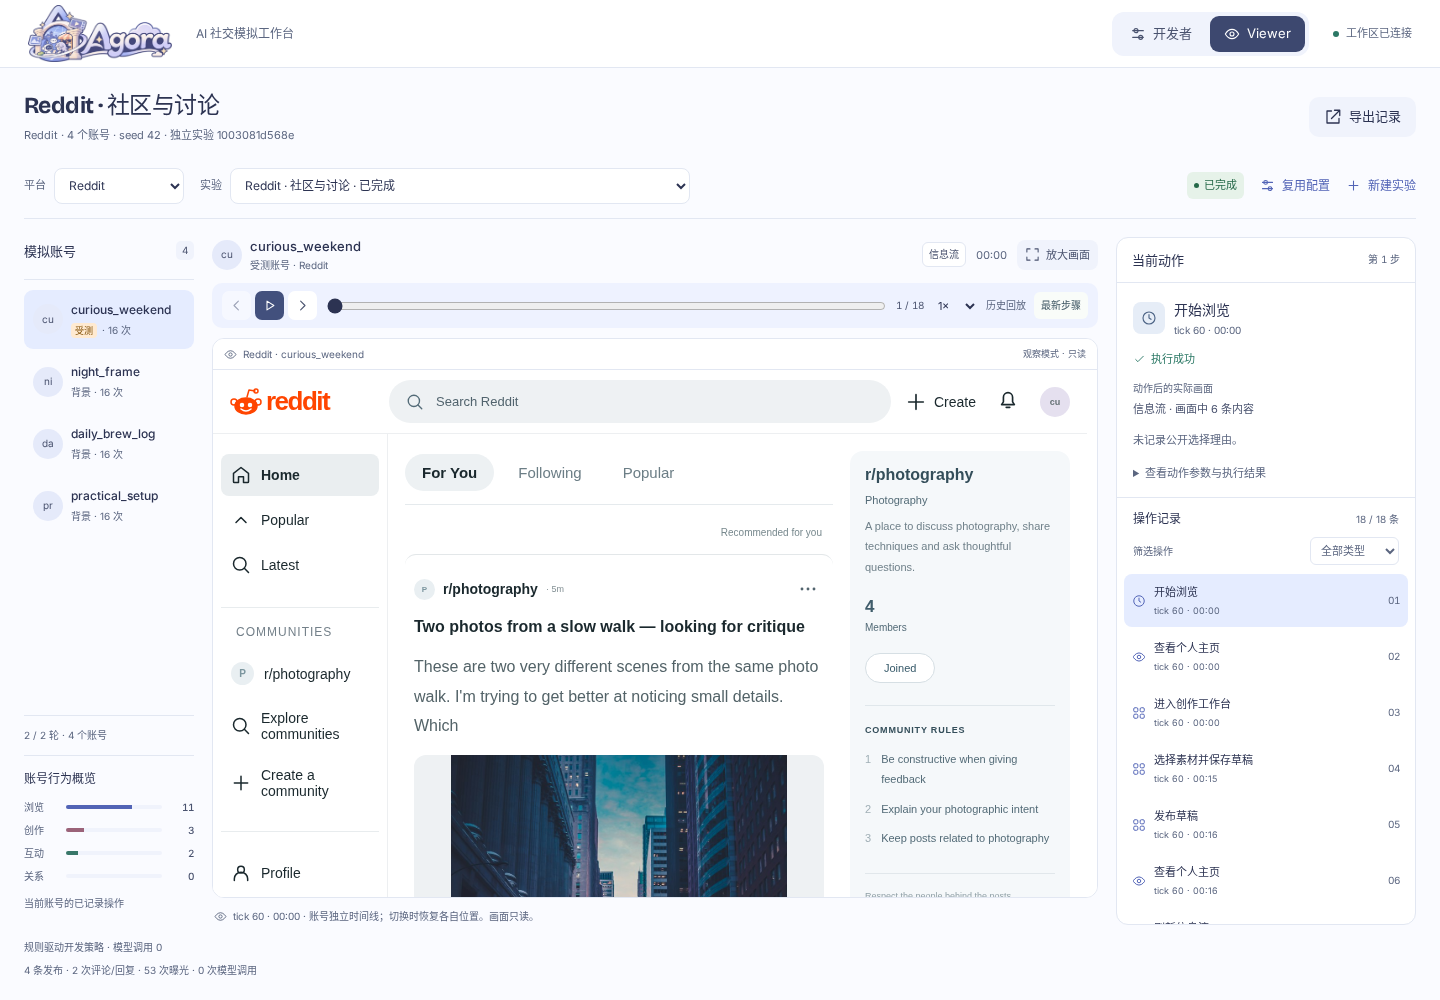 Agora
AI 社交模拟工作台
开发者
Viewer
工作区已连接
Reddit · 社区与讨论
Reddit · 4 个账号 · seed 42 · 独立实验 1003081d568e
导出记录
平台
Reddit
实验
Reddit · 社区与讨论 · 已完成
已完成
复用配置
新建实验
模拟账号
4
cu
curious_weekend
受测 · 16 次
ni
night_frame
背景 · 16 次
da
daily_brew_log
背景 · 16 次
pr
practical_setup
背景 · 16 次
2 / 2 轮 · 4 个账号
账号行为概览
浏览 11
创作 3
互动 2
关系 0
当前账号的已记录操作
规则驱动开发策略 · 模型调用 0
4 条发布 · 2 次评论/回复 · 53 次曝光 · 0 次模型调用
cu
curious_weekend
受测账号 · Reddit
信息流
00:00
放大画面
1 / 18
1×
历史回放
最新步骤
Reddit · curious_weekend
观察模式 · 只读
reddit
Search Reddit
Create
cu
Home
Popular
Latest
COMMUNITIES
P
r/photography
Explore
communities
Create a
community
Profile
For You
Following
Popular
Recommended for you
P
r/photography · 5m
Two photos from a slow walk — looking for critique
These are two very different scenes from the same photo
walk. I'm trying to get better at noticing small details.
Which
r/photography
Photography
A place to discuss photography, share
techniques and ask thoughtful
questions.
4
Members
Joined
COMMUNITY RULES
1 Be constructive when giving
feedback
2 Explain your photographic intent
3 Keep posts related to photography
Respect the people behind the posts.
tick 60 · 00:00 · 账号独立时间线；切换时恢复各自位置。画面只读。
当前动作
第 1 步
开始浏览
tick 60 · 00:00
执行成功
动作后的实际画面
信息流 · 画面中 6 条内容
未记录公开选择理由。
查看动作参数与执行结果
操作记录
18 / 18 条
筛选操作
全部类型
开始浏览
tick 60 · 00:00
01
查看个人主页
tick 60 · 00:00
02
进入创作工作台
tick 60 · 00:00
03
选择素材并保存草稿
tick 60 · 00:15
04
发布草稿
tick 60 · 00:16
05
查看个人主页
tick 60 · 00:16
06